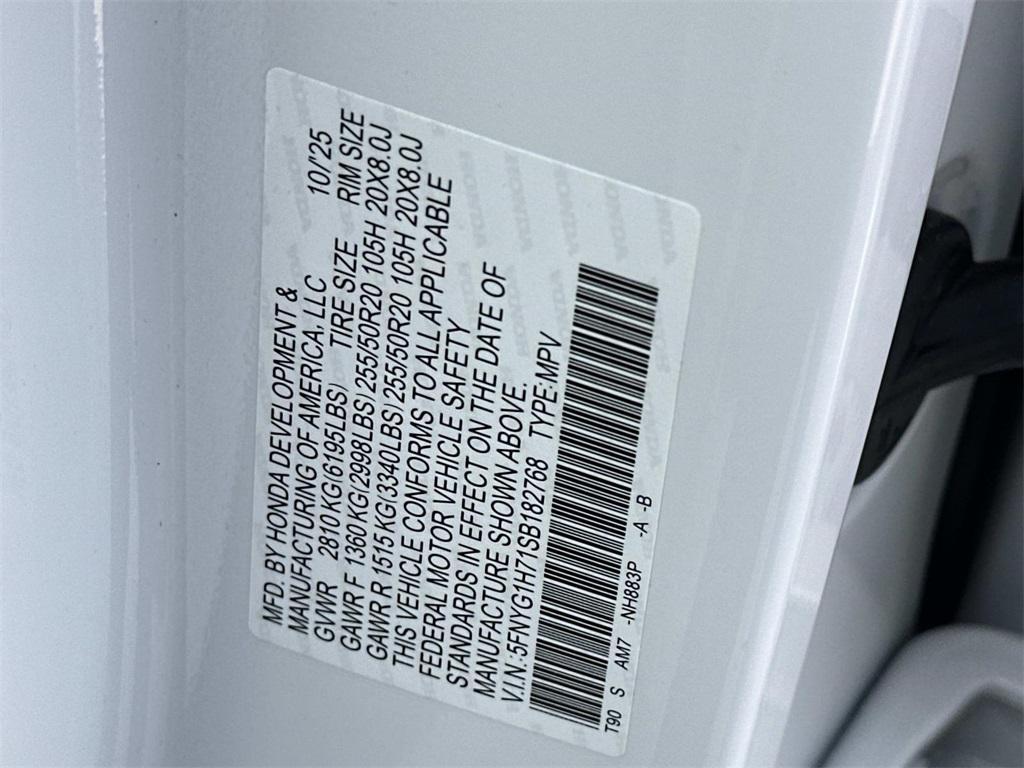 MFD. BY HONDA DEVELOPMENT &
MANUFACTURING OF AMERICA, LLC 10/'25
GVWR 2810 KG(6195LBS) TIRE SIZE RIM SIZE
GAWR F 1360 KG(2998LBS) 255/50R20 105H 20X8.0J
GAWR R 1515 KG(3340LBS) 255/50R20 105H 20X8.0J
THIS VEHICLE CONFORMS TO ALL APPLICABLE
FEDERAL MOTOR VEHICLE SAFETY
STANDARDS IN EFFECT ON THE DATE OF
MANUFACTURE SHOWN ABOVE.
V.I.N.:5FNYG1H71SB182768 TYPE:MPV
T90 S AM7 -NH883P -A -B
HONDA